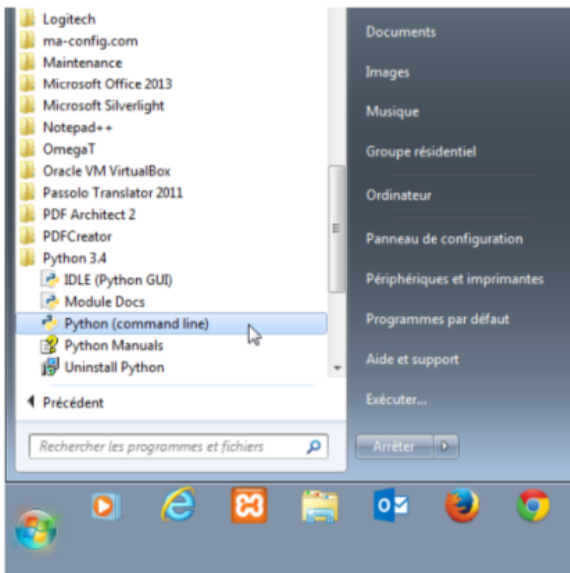 Logitech
ma-config.com
Maintenance
Microsoft Office 2013
Microsoft Silverlight
Notepad++
OmegaT
Oracle VM VirtualBox
Passolo Translator 2011
PDF Architect 2
PDFCreator
Python 3.4
IDLE (Python GUI)
Module Docs
Python (command line)
Python Manuals
Uninstall Python
Précédent
Rechercher les programmes et fichiers
Documents
Images
Musique
Groupe résidentiel
Ordinateur
Panneau de configuration
Périphériques et imprimantes
Programmes par défaut
Aide et support
Exécuter...
Arrêter